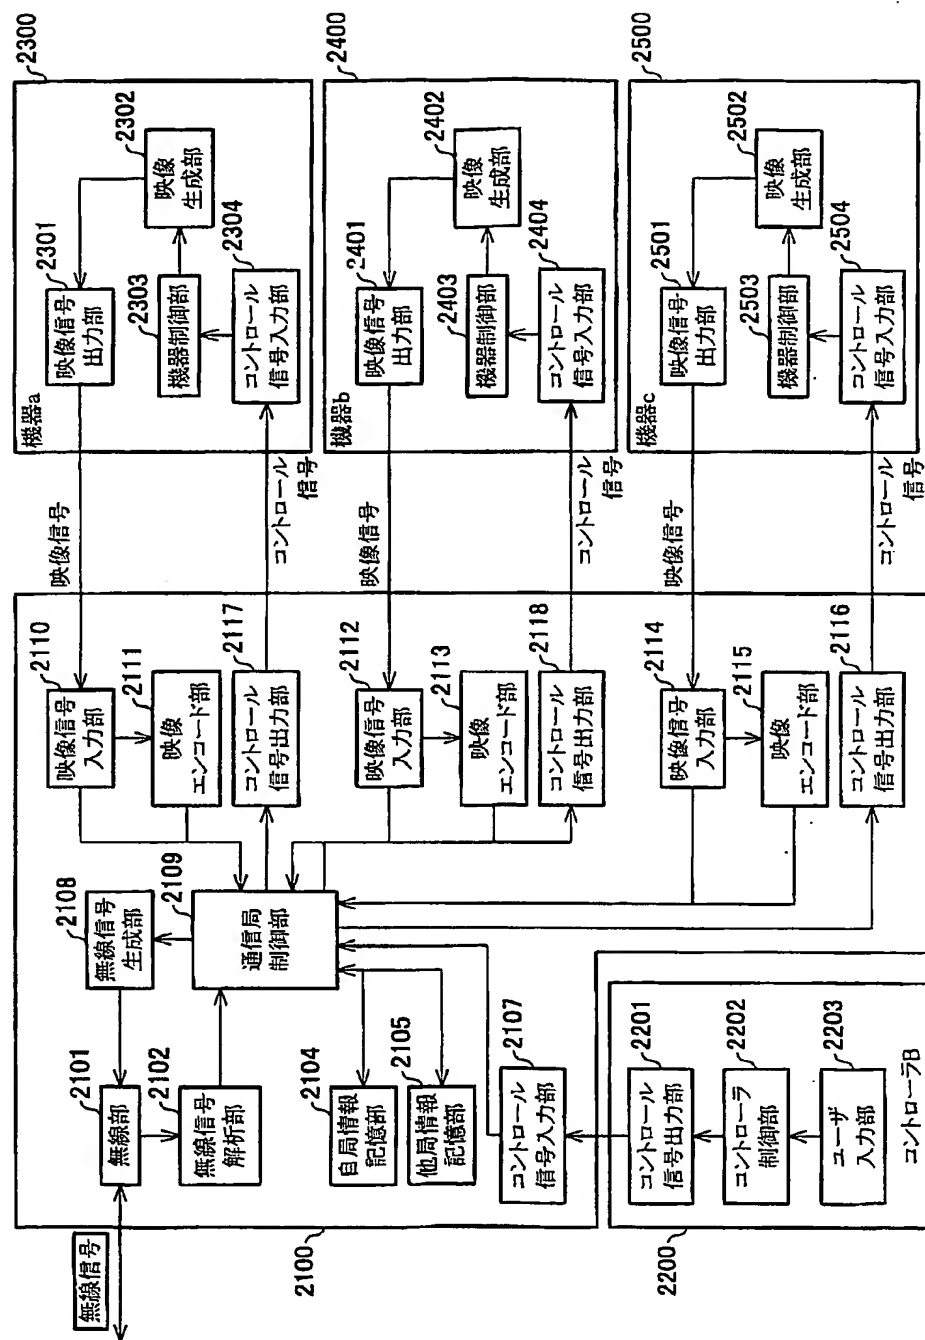 無線信号
2100
無線部
2101
無線信号
解析部
2102
自局情報
記憶部
2104
他局情報
記憶部
2105
コントロール
信号入力部
2107
無線信号
生成部
2108
通信局
制御部
2109
映像信号
入力部
2110
映像
エンコード部
2111
コントロール
信号出力部
2117
映像信号
入力部
2112
映像
エンコード部
2113
コントロール
信号出力部
2118
映像信号
入力部
2114
映像
エンコード部
2115
コントロール
信号出力部
2116
2200
コントロール
信号出力部
2201
コントローラ
制御部
2202
ユーザ
入力部
2203
コントローラB
映像信号
コントロール
信号
映像信号
コントロール
信号
映像信号
コントロール
信号
機器a
2300
映像信号
出力部
2301
映像
生成部
2302
機器制御部
2303
コントロール
信号入力部
2304
機器b
2400
映像信号
出力部
2401
映像
生成部
2402
機器制御部
2403
コントロール
信号入力部
2404
機器c
2500
映像信号
出力部
2501
映像
生成部
2502
機器制御部
2503
コントロール
信号入力部
2504